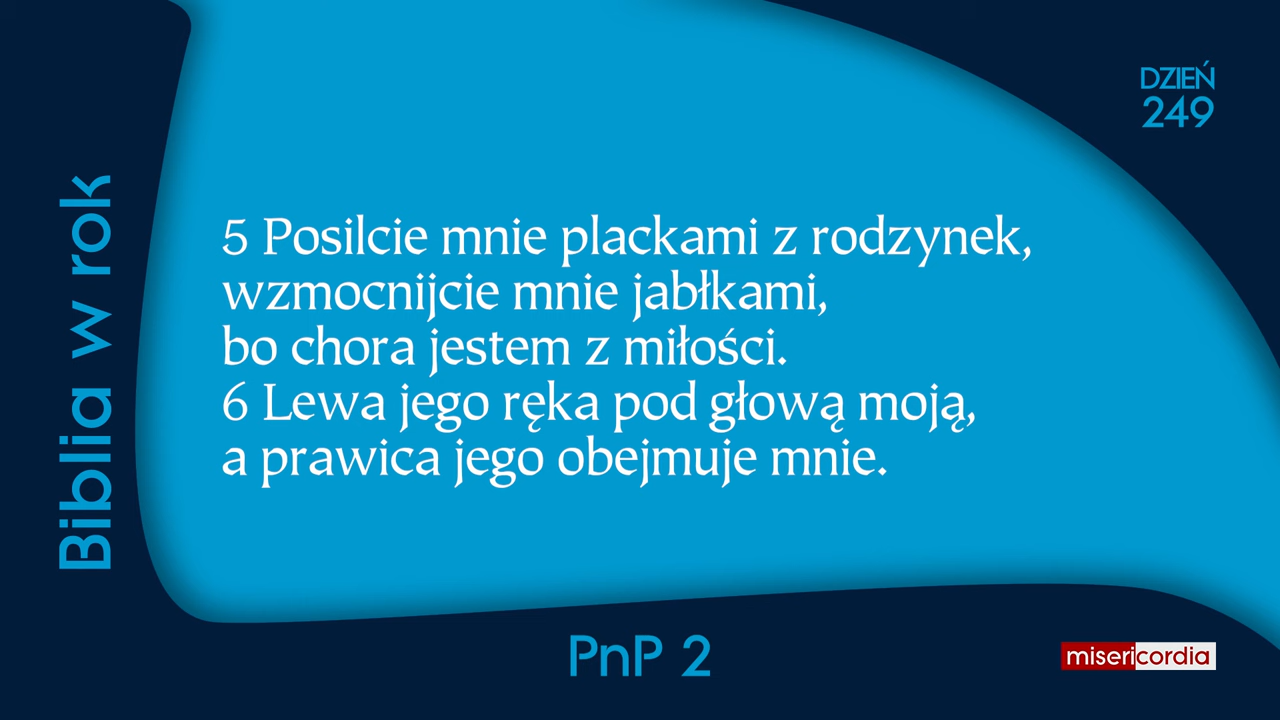 DZIEŃ
249
Biblia w rok
5 Posilcie mnie plackami z rodzynek,
wzmocnijcie mnie jabłkami,
bo chora jestem z miłości.
6 Lewa jego ręka pod głową moją,
a prawica jego obejmuje mnie.
PnP 2
misericordia